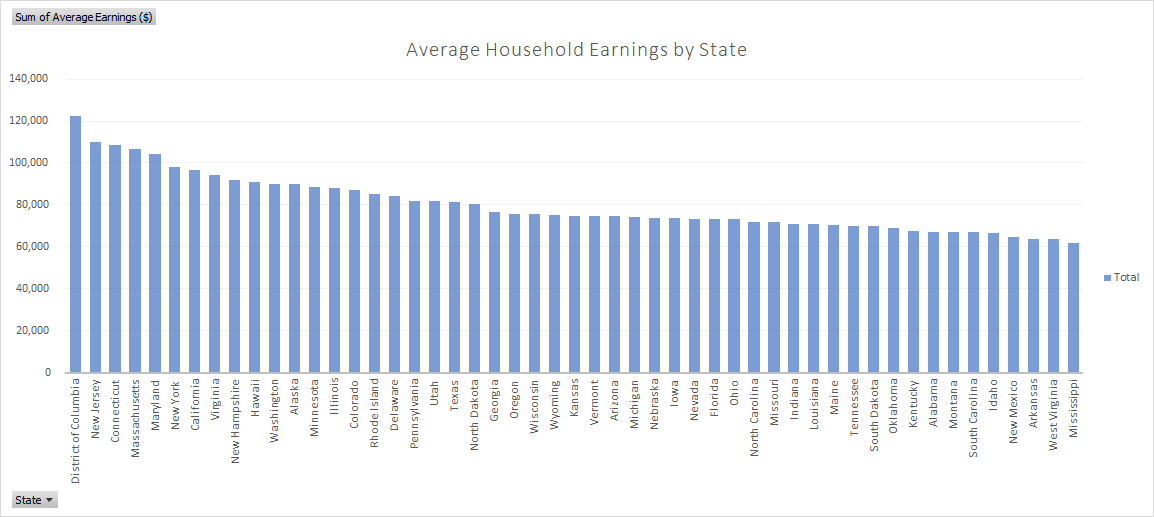 Sum of Average Earnings ($)
Average Household Earnings by State
140,000
120,000
100,000
80,000
60,000
40,000
20,000
0
District of Columbia
New Jersey
Connecticut
Massachusetts
Maryland
New York
California
Virginia
New Hampshire
Hawaii
Washington
Alaska
Minnesota
Illinois
Colorado
Rhode Island
Delaware
Pennsylvania
Utah
Texas
North Dakota
Georgia
Oregon
Wisconsin
Wyoming
Kansas
Vermont
Arizona
Michigan
Nebraska
Iowa
Nevada
Florida
Ohio
North Carolina
Missouri
Indiana
Louisiana
Maine
Tennessee
South Dakota
Oklahoma
Kentucky
Alabama
Montana
South Carolina
Idaho
New Mexico
Arkansas
West Virginia
Mississippi
Total
State